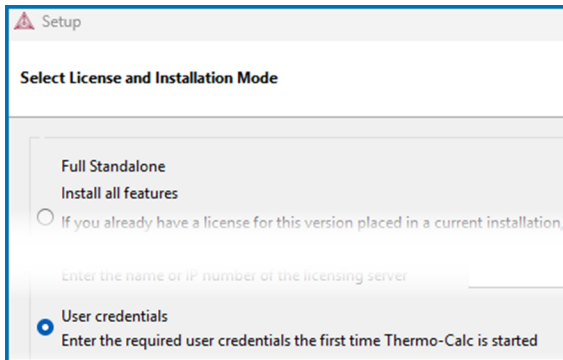 Setup
Select License and Installation Mode
Full Standalone
Install all features
If you already have a license for this version placed in a current installation,
Enter the name or IP number of the licensing server
User credentials
Enter the required user credentials the first time Thermo-Calc is started